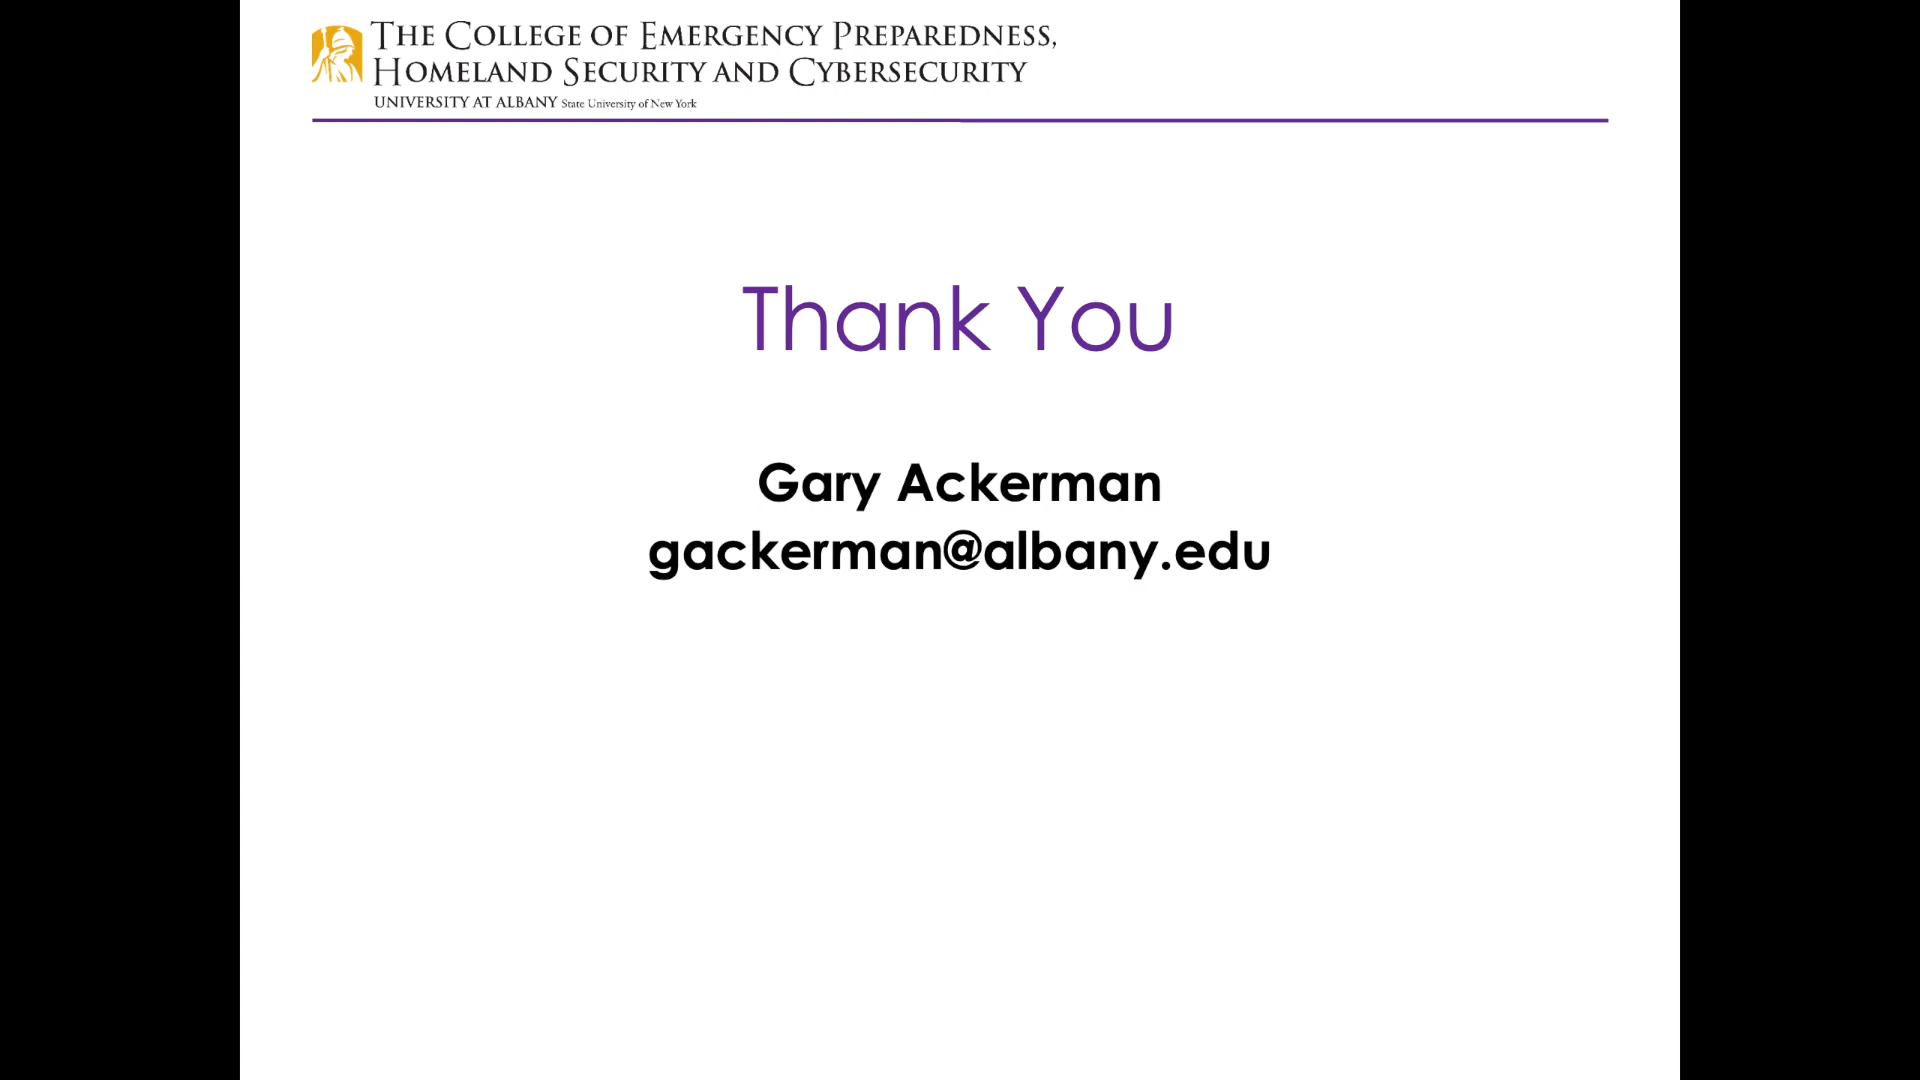 THE COLLEGE OF EMERGENCY PREPAREDNESS,
HOMELAND SECURITY AND CYBERSECURITY
UNIVERSITY AT ALBANY State University of New York
Thank You
Gary Ackerman
gackerman@albany.edu